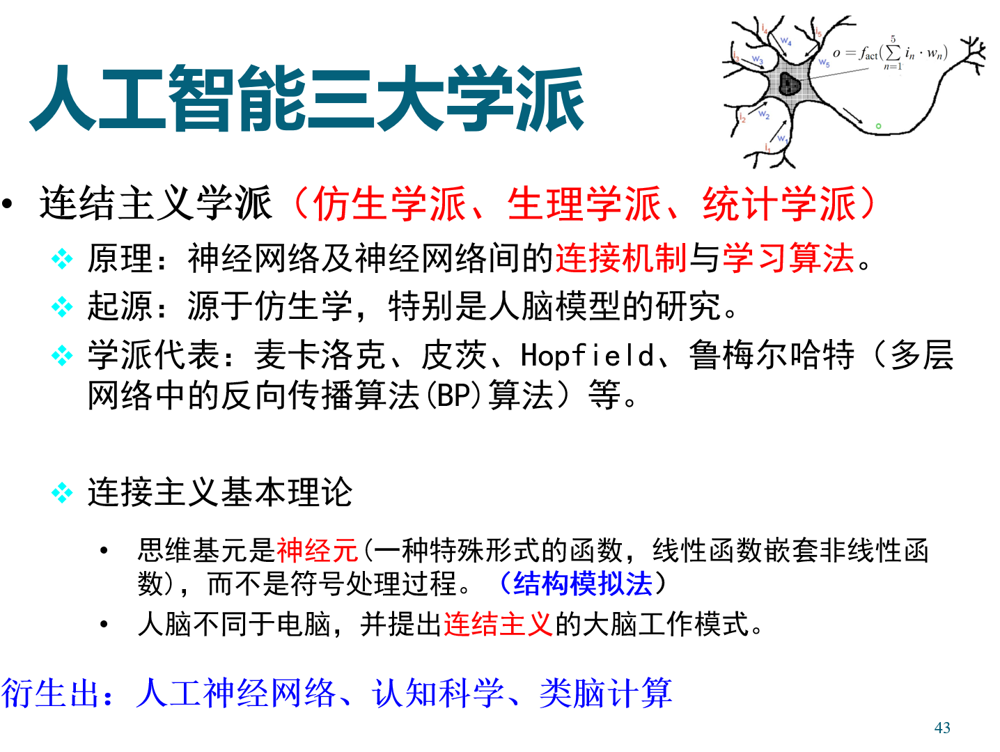 人工智能三大学派
i4 i5 w4 i3 w3 w5
o = fact(∑ in · wn)
5
n=1
i2 w2 w1 i1 o
• 连结主义学派（仿生学派、生理学派、统计学派）
❖ 原理：神经网络及神经网络间的连接机制与学习算法。
❖ 起源：源于仿生学，特别是人脑模型的研究。
❖ 学派代表：麦卡洛克、皮茨、Hopfield、鲁梅尔哈特（多层
网络中的反向传播算法(BP)算法）等。
❖ 连接主义基本理论
• 思维基元是神经元(一种特殊形式的函数，线性函数嵌套非线性函
数)，而不是符号处理过程。（结构模拟法）
• 人脑不同于电脑，并提出连结主义的大脑工作模式。
衍生出：人工神经网络、认知科学、类脑计算
43